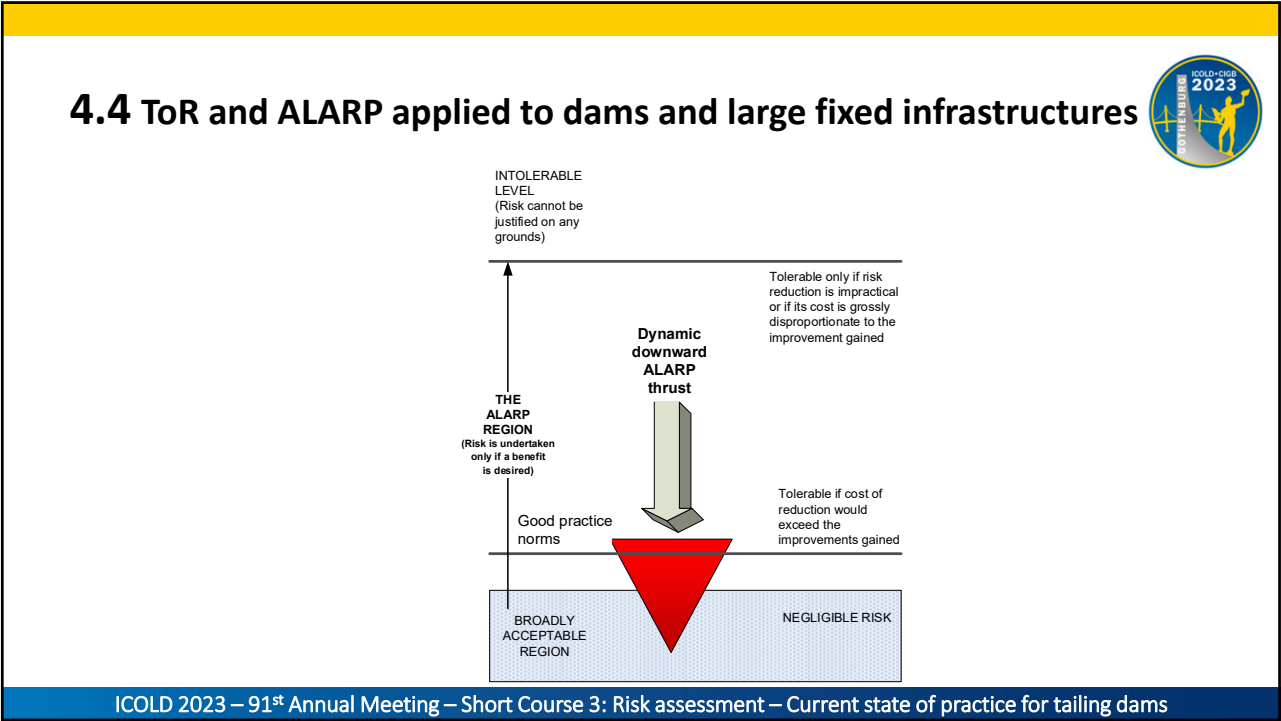 4.4 ToR and ALARP applied to dams and large fixed infrastructures
ICOLD•CIGB
2023
GOTHENBURG
INTOLERABLE
LEVEL
(Risk cannot be
justified on any
grounds)
Tolerable only if risk
reduction is impractical
or if its cost is grossly
disproportionate to the
improvement gained
Dynamic
downward
ALARP
thrust
THE
ALARP
REGION
(Risk is undertaken
only if a benefit
is desired)
Tolerable if cost of
reduction would
exceed the
improvements gained
Good practice
norms
BROADLY
ACCEPTABLE
REGION
NEGLIGIBLE RISK
ICOLD 2023 – 91st Annual Meeting – Short Course 3: Risk assessment – Current state of practice for tailing dams